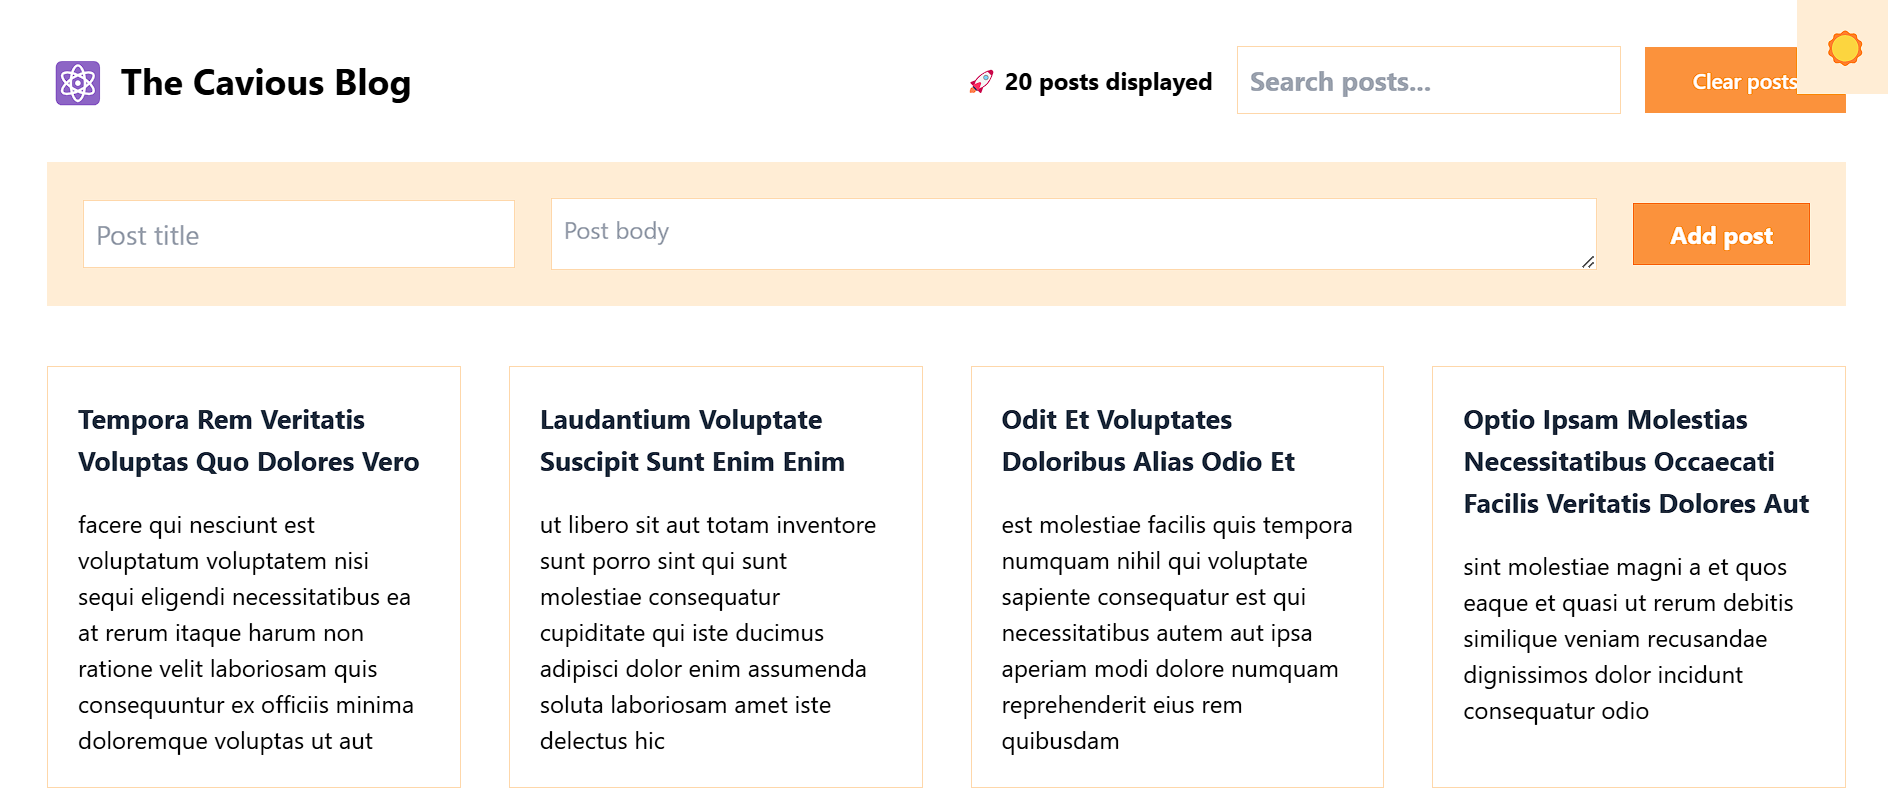 The Cavious Blog
🚀 20 posts displayed
Search posts...
Clear posts
Post title
Post body
Add post
Tempora Rem Veritatis
Voluptas Quo Dolores Vero
facere qui nesciunt est
voluptatum voluptatem nisi
sequi eligendi necessitatibus ea
at rerum itaque harum non
ratione velit laboriosam quis
consequuntur ex officiis minima
doloremque voluptas ut aut
Laudantium Voluptate
Suscipit Sunt Enim Enim
ut libero sit aut totam inventore
sunt porro sint qui sunt
molestiae consequatur
cupiditate qui iste ducimus
adipisci dolor enim assumenda
soluta laboriosam amet iste
delectus hic
Odit Et Voluptates
Doloribus Alias Odio Et
est molestiae facilis quis tempora
numquam nihil qui voluptate
sapiente consequatur est qui
necessitatibus autem aut ipsa
aperiam modi dolore numquam
reprehenderit eius rem
quibusdam
Optio Ipsam Molestias
Necessitatibus Occaecati
Facilis Veritatis Dolores Aut
sint molestiae magni a et quos
eaque et quasi ut rerum debitis
similique veniam recusandae
dignissimos dolor incidunt
consequatur odio